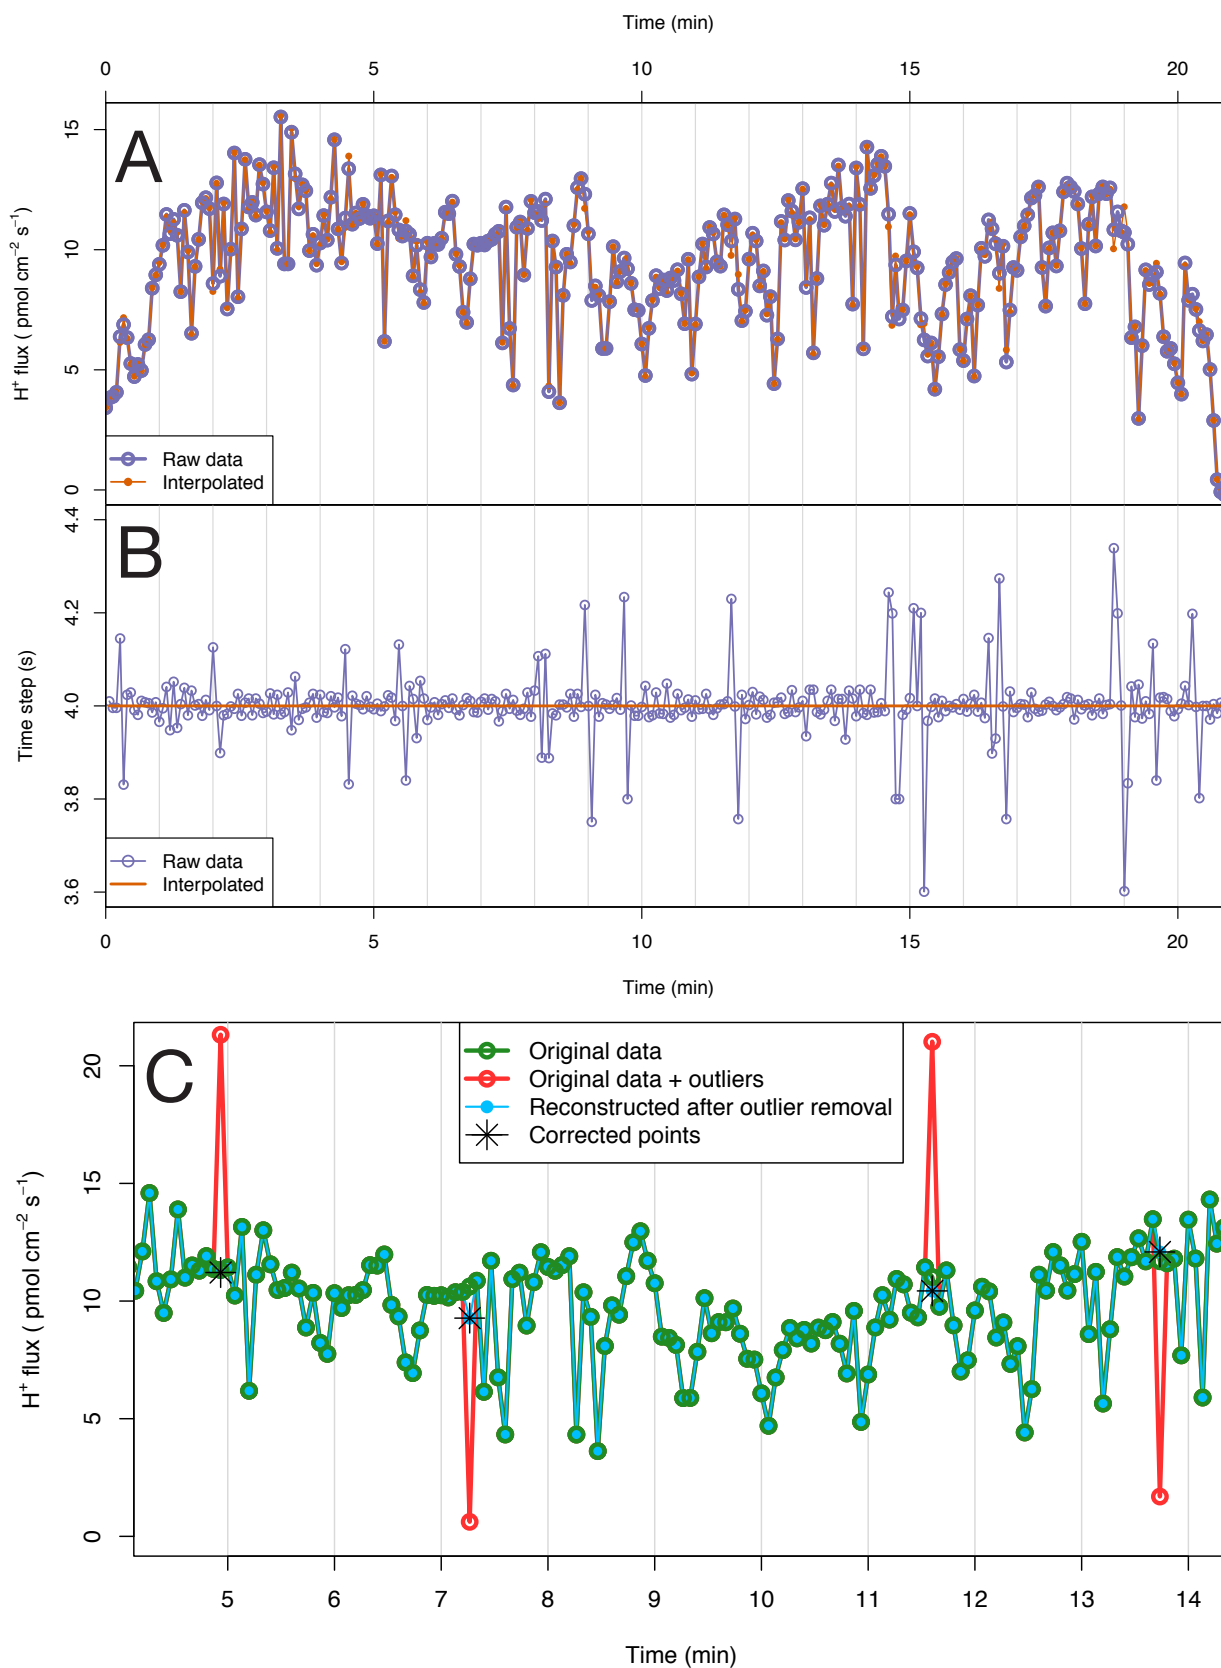 Time (min)
0 5 10 15 20
A
15
10
5
0
H⁺ flux ( pmol cm⁻² s⁻¹)
Raw data
Interpolated
B
4.4
4.2
4.0
3.8
3.6
Time step (s)
Raw data
Interpolated
0 5 10 15 20
Time (min)
C
Original data
Original data + outliers
Reconstructed after outlier removal
Corrected points
20
15
10
5
0
H⁺ flux ( pmol cm⁻² s⁻¹)
5 6 7 8 9 10 11 12 13 14
Time (min)